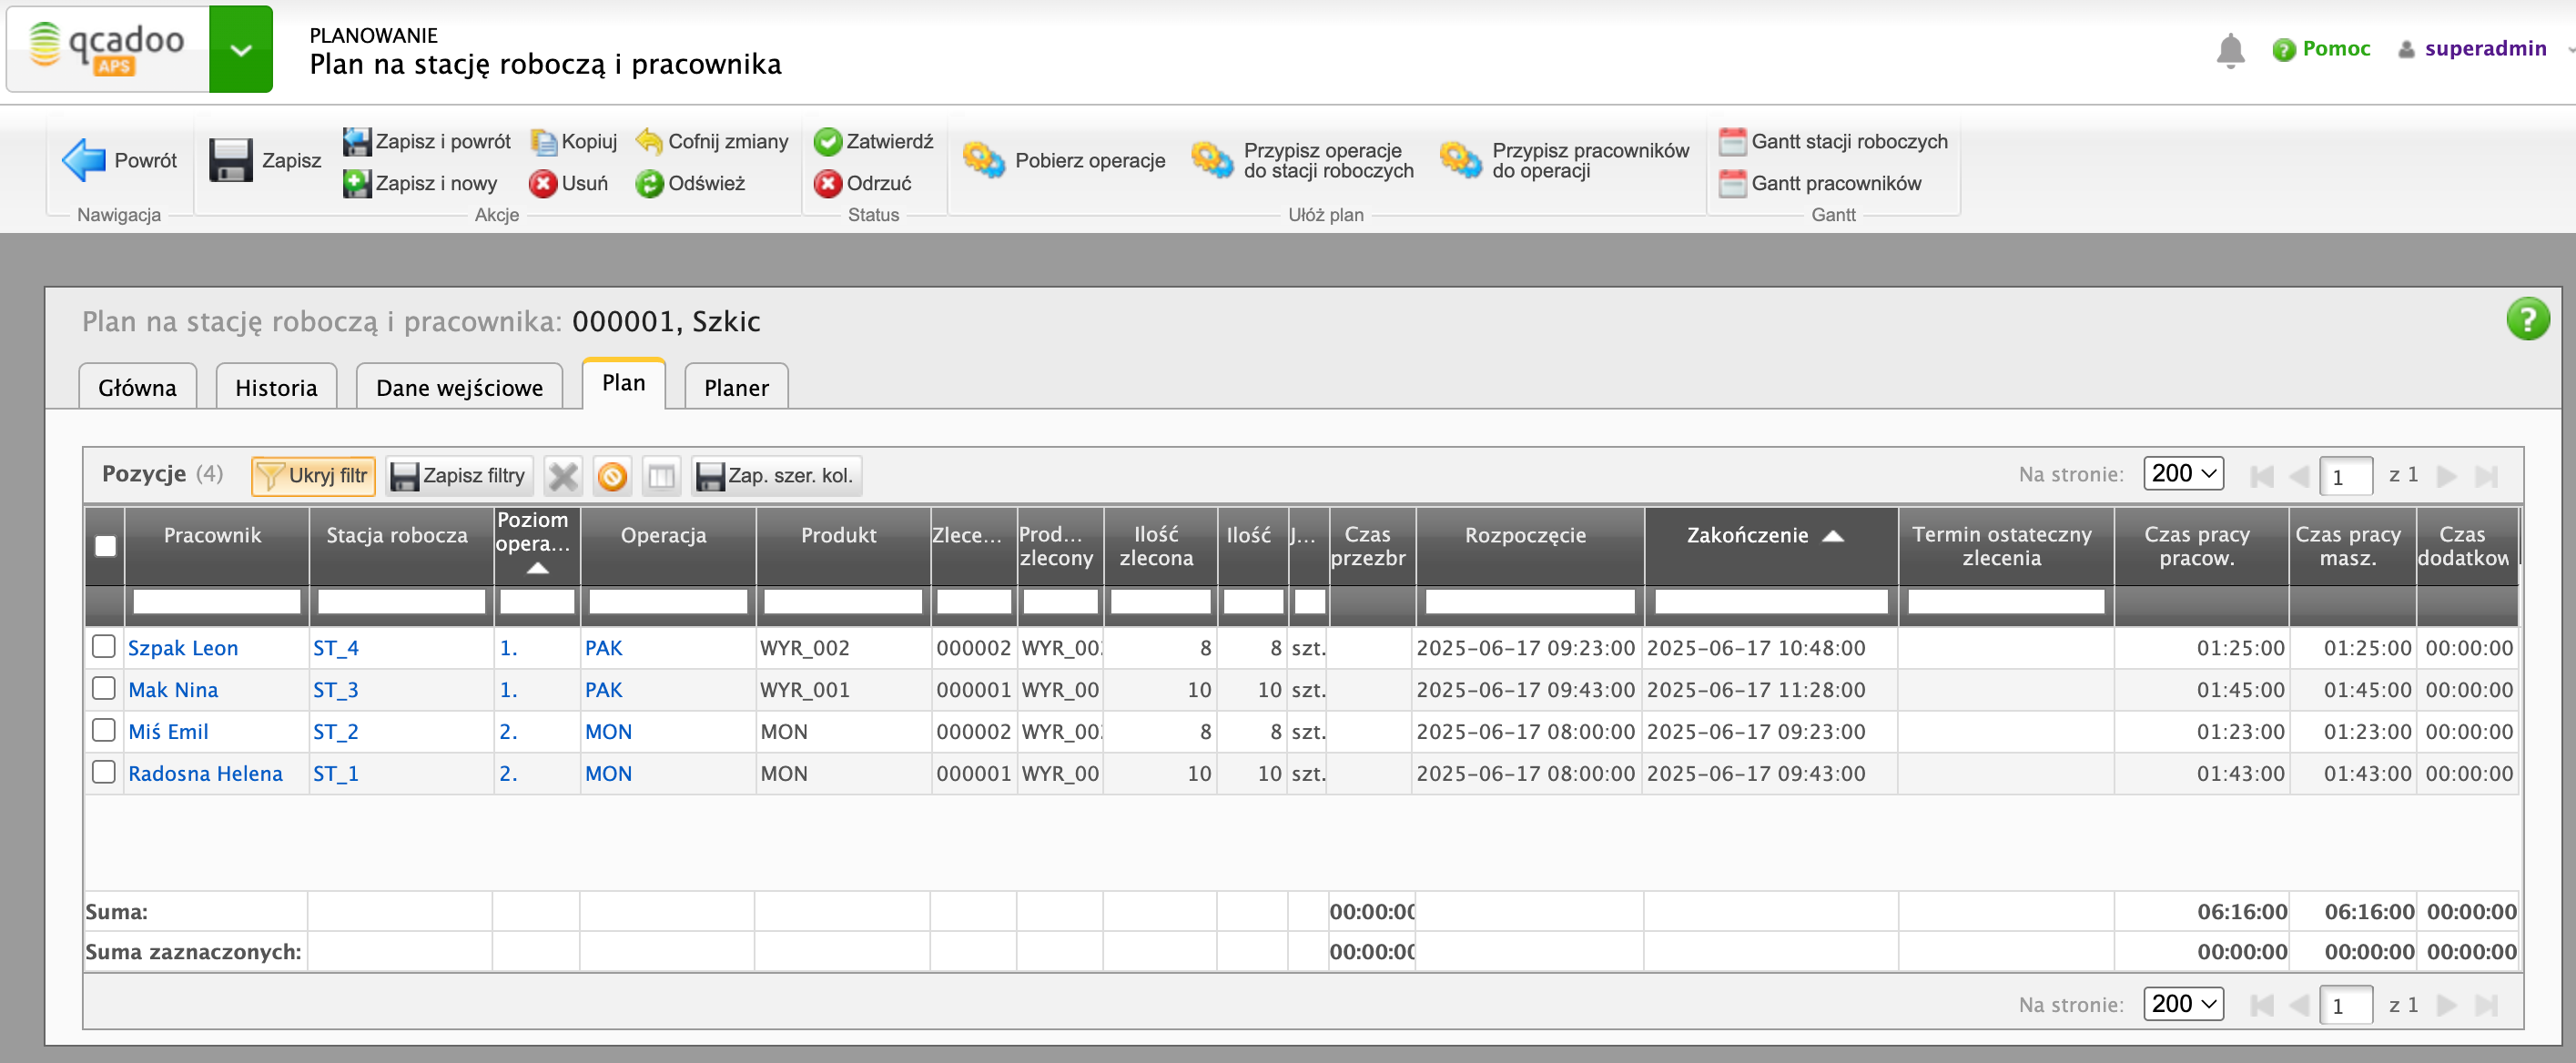 qcadoo
APS
PLANOWANIE
Plan na stację roboczą i pracownika
Pomoc
superadmin
Powrót
Nawigacja
Zapisz
Zapisz i powrót
Kopiuj
Cofnij zmiany
Zapisz i nowy
Usuń
Odśwież
Akcje
Zatwierdź
Odrzuć
Status
Pobierz operacje
Przypisz operacje
do stacji roboczych
Przypisz pracowników
do operacji
Ułóż plan
Gantt stacji roboczych
Gantt pracowników
Gantt
Plan na stację roboczą i pracownika: 000001, Szkic
?
Główna
Historia
Dane wejściowe
Plan
Planer
Pozycje (4)
Ukryj filtr
Zapisz filtry
Zap. szer. kol.
Na stronie: 200
1 z 1
Pracownik
Stacja robocza
Poziom
opera...
Operacja
Produkt
Zlece...
Prod...
zlecony
Ilość
zlecona
Ilość
J...
Czas
przezbr
Rozpoczęcie
Zakończenie
Termin ostateczny
zlecenia
Czas pracy
pracow.
Czas pracy
masz.
Czas
dodatkow
Szpak Leon ST_4 1. PAK WYR_002 000002 WYR_00 8 8 szt. 2025-06-17 09:23:00 2025-06-17 10:48:00 01:25:00 01:25:00 00:00:00
Mak Nina ST_3 1. PAK WYR_001 000001 WYR_00 10 10 szt. 2025-06-17 09:43:00 2025-06-17 11:28:00 01:45:00 01:45:00 00:00:00
Miś Emil ST_2 2. MON MON 000002 WYR_00 8 8 szt. 2025-06-17 08:00:00 2025-06-17 09:23:00 01:23:00 01:23:00 00:00:00
Radosna Helena ST_1 2. MON MON 000001 WYR_00 10 10 szt. 2025-06-17 08:00:00 2025-06-17 09:43:00 01:43:00 01:43:00 00:00:00
Suma: 00:00:00 06:16:00 06:16:00 00:00:00
Suma zaznaczonych: 00:00:00 00:00:00 00:00:00 00:00:00
Na stronie: 200
1 z 1